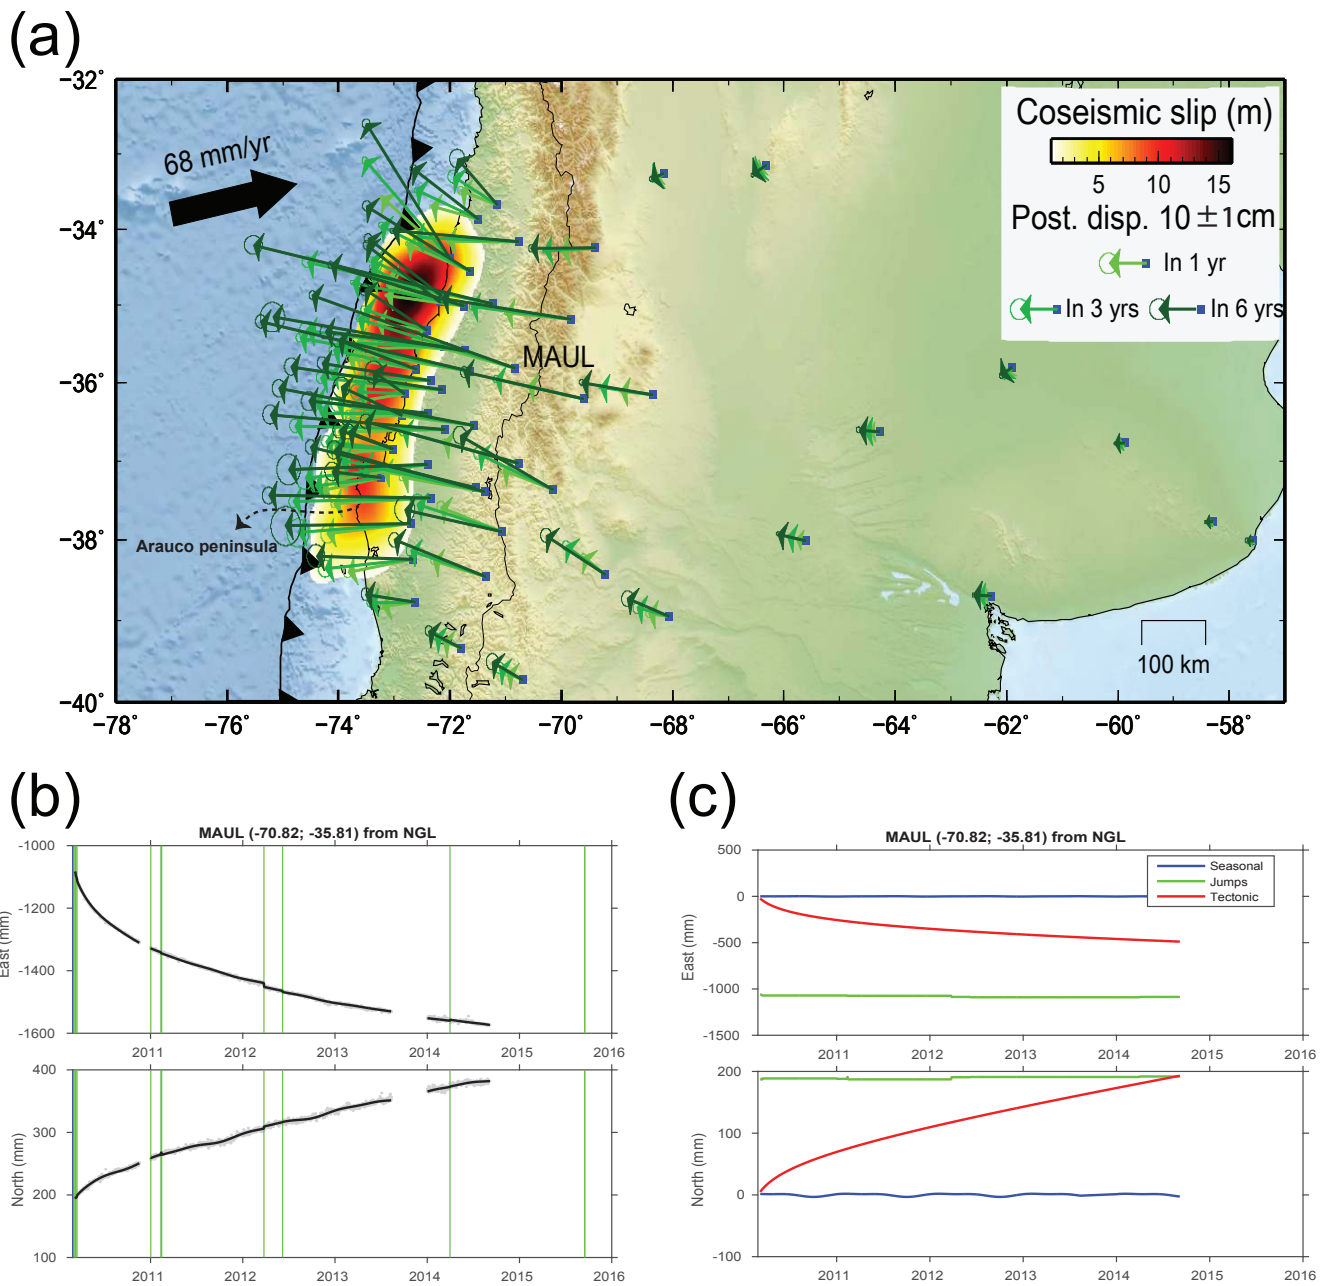 (a)
−32°
−34°
−36°
−38°
−40°
−78 −76 −74 −72 −70 −68 −66 −64 −62 −60 −58
68 mm/yr
MAUL
Arauco peninsula
Coseismic slip (m)
5 10 15
Post. disp. 10 ±1cm
In 1 yr
In 3 yrs In 6 yrs
100 km
(b)
MAUL (-70.82; -35.81) from NGL
-1000
-1200
-1400
-1600
East (mm)
2011 2012 2013 2014 2015 2016
400
300
200
100
North (mm)
2011 2012 2013 2014 2015 2016
(c)
MAUL (-70.82; -35.81) from NGL
500
0
-500
-1000
-1500
East (mm)
Seasonal
Jumps
Tectonic
2011 2012 2013 2014 2015 2016
200
100
0
-100
North (mm)
2011 2012 2013 2014 2015 2016